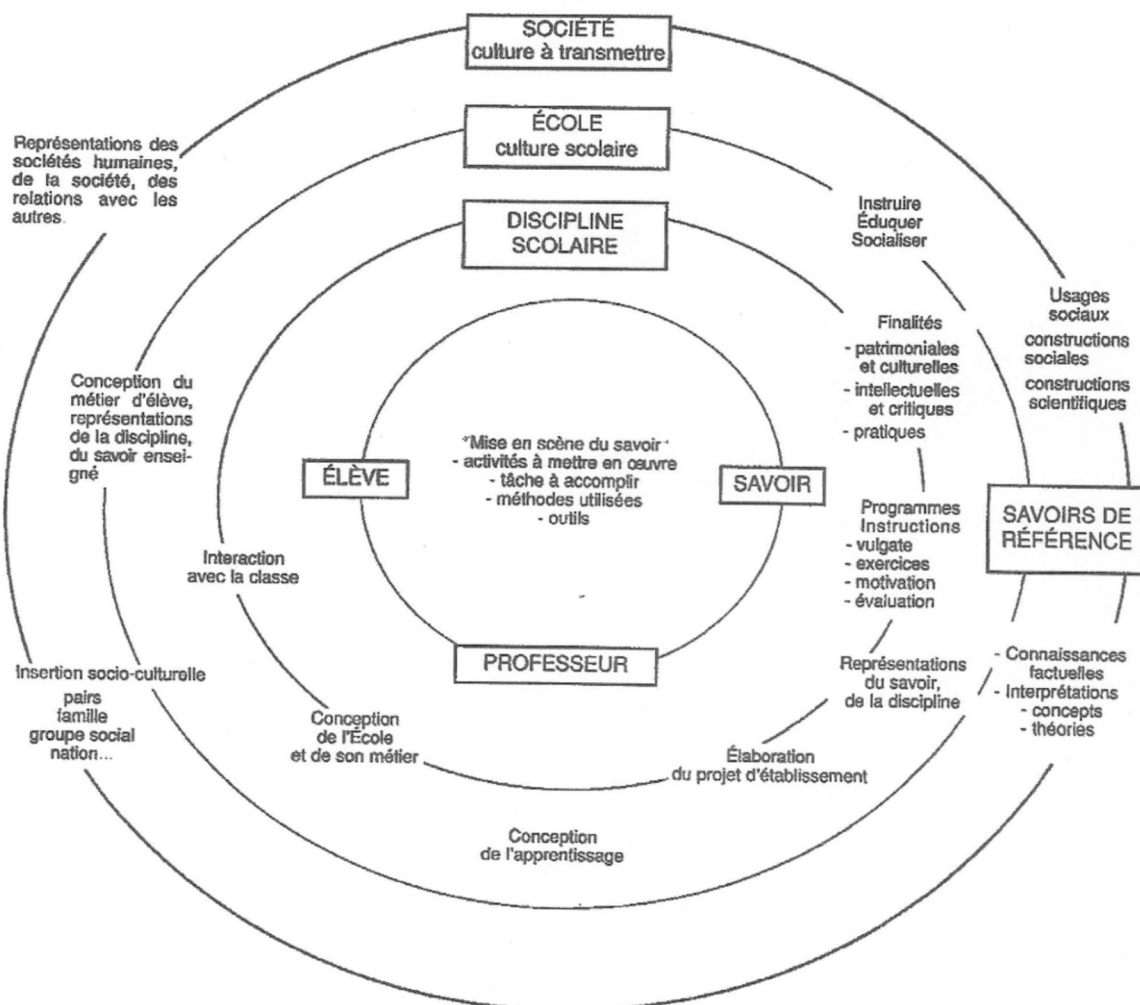 SOCIÉTÉ
culture à transmettre
ÉCOLE
culture scolaire
DISCIPLINE
SCOLAIRE
Représentations des
sociétés humaines,
de la société, des
relations avec les
autres.
Instruire
Éduquer
Socialiser
Usages
sociaux
constructions
sociales
constructions
scientifiques
Finalités
- patrimoniales
et culturelles
- intellectuelles
et critiques
- pratiques
Conception du
métier d'élève,
représentations
de la discipline,
du savoir ensei-
gné
"Mise en scène du savoir"
- activités à mettre en œuvre
- tâche à accomplir
- méthodes utilisées
- outils
ÉLÈVE
SAVOIR
SAVOIRS DE
RÉFÉRENCE
Programmes
Instructions
- vulgate
- exercices
- motivation
- évaluation
Interaction
avec la classe
PROFESSEUR
Insertion socio-culturelle
pairs
famille
groupe social
nation...
Conception
de l'École
et de son métier
Représentations
du savoir,
de la discipline
- Connaissances
factuelles
- Interprétations
- concepts
- théories
Élaboration
du projet d'établissement
Conception
de l'apprentissage